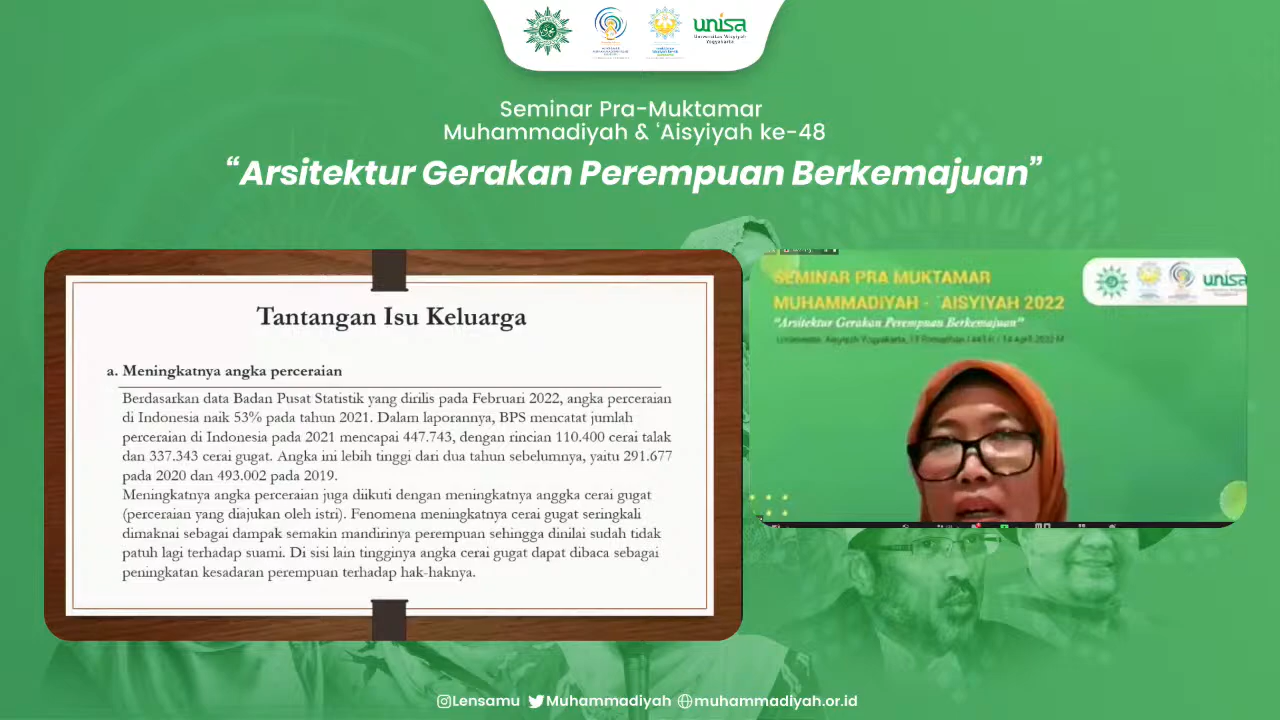 unisa
Universitas 'Aisyiyah
Yogyakarta
Seminar Pra-Muktamar
Muhammadiyah & 'Aisyiyah ke-48
“Arsitektur Gerakan Perempuan Berkemajuan”
Tantangan Isu Keluarga
a. Meningkatnya angka perceraian
Berdasarkan data Badan Pusat Statistik yang dirilis pada Februari 2022, angka perceraian
di Indonesia naik 53% pada tahun 2021. Dalam laporannya, BPS mencatat jumlah
perceraian di Indonesia pada 2021 mencapai 447.743, dengan rincian 110.400 cerai talak
dan 337.343 cerai gugat. Angka ini lebih tinggi dari dua tahun sebelumnya, yaitu 291.677
pada 2020 dan 493.002 pada 2019.
Meningkatnya angka perceraian juga diikuti dengan meningkatnya anggka cerai gugat
(perceraian yang diajukan oleh istri). Fenomena meningkatnya cerai gugat seringkali
dimaknai sebagai dampak semakin mandirinya perempuan sehingga dinilai sudah tidak
patuh lagi terhadap suami. Di sisi lain tingginya angka cerai gugat dapat dibaca sebagai
peningkatan kesadaran perempuan terhadap hak-haknya.
SEMINAR PRA MUKTAMAR
MUHAMMADIYAH - 'AISYIYAH 2022
"Arsitektur Gerakan Perempuan Berkemajuan"
unisa
Lensamu Muhammadiyah muhammadiyah.or.id